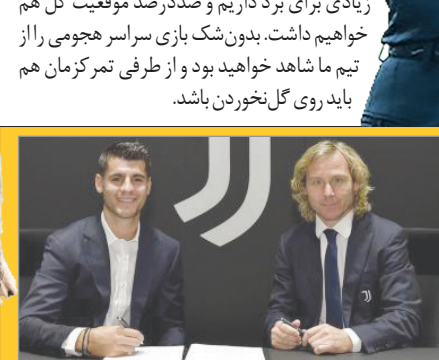 زیادی برای برد داریم و صددرصد موقعیت گل هم
خواهیم داشت. بدون‌شک بازی سراسر هجومی را از
تیم ما شاهد خواهید بود و از طرفی تمرکزمان هم
باید روی گل‌نخوردن باشد.